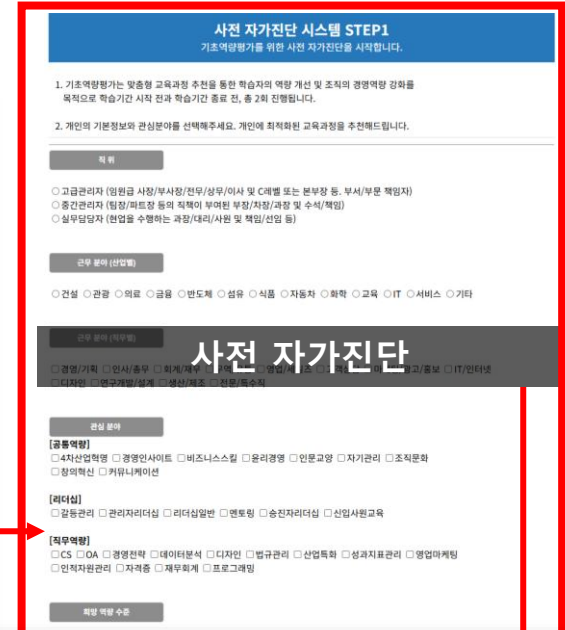 사전 자가진단 시스템 STEP1
기초역량평가를 위한 사전 자가진단을 시작합니다.
1. 기초역량평가는 맞춤형 교육과정 추천을 통한 학습자의 역량 개선 및 조직의 경영역량 강화를
목적으로 학습기간 시작 전과 학습기간 종료 전, 총 2회 진행됩니다.
2. 개인의 기본정보와 관심분야를 선택해주세요. 개인에 최적화된 교육과정을 추천해드립니다.
직 위
○고급관리자 (임원급 사장/부사장/전무/상무/이사 및 C레벨 또는 본부장 등. 부서/부문 책임자)
○중간관리자 (팀장/파트장 등의 직책이 부여된 부장/차장/과장 및 수석/책임)
○실무담당자 (현업을 수행하는 과장/대리/사원 및 책임/선임 등)
근무 분야 (산업별)
○건설 ○관광 ○의료 ○금융 ○반도체 ○섬유 ○식품 ○자동차 ○화학 ○교육 ○IT ○서비스 ○기타
근무 분야 (직무별)
사전 자가진단
□경영/기획 □인사/총무 □회계/재무 광고/홍보 □IT/인터넷
□디자인 □연구개발/설계 □생산/제조 □전문/특수직
관심 분야
[공통역량]
□4차산업혁명 □경영인사이트 □비즈니스스킬 □윤리경영 □인문교양 □자기관리 □조직문화
□창의혁신 □커뮤니케이션
[리더십]
□갈등관리 □관리자리더십 □리더십일반 □멘토링 □승진자리더십 □신입사원교육
[직무역량]
□CS □OA □경영전략 □데이터분석 □디자인 □법규관리 □산업특화 □성과지표관리 □영업마케팅
□인적자원관리 □자격증 □재무회계 □프로그래밍
희망 역량 수준